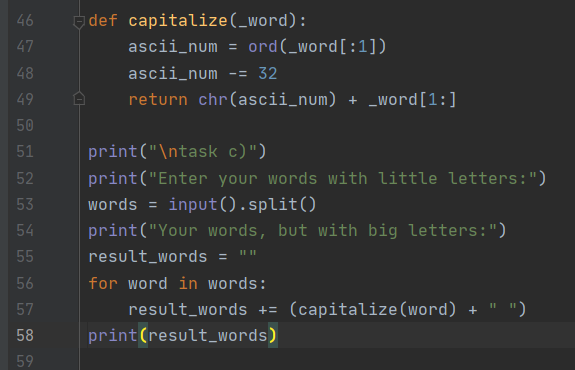 46 def capitalize(_word):
47     ascii_num = ord(_word[:1])
48     ascii_num -= 32
49     return chr(ascii_num) + _word[1:]
50
51 print("\ntask c)")
52 print("Enter your words with little letters:")
53 words = input().split()
54 print("Your words, but with big letters:")
55 result_words = ""
56 for word in words:
57     result_words += (capitalize(word) + " ")
58 print(result_words)
59